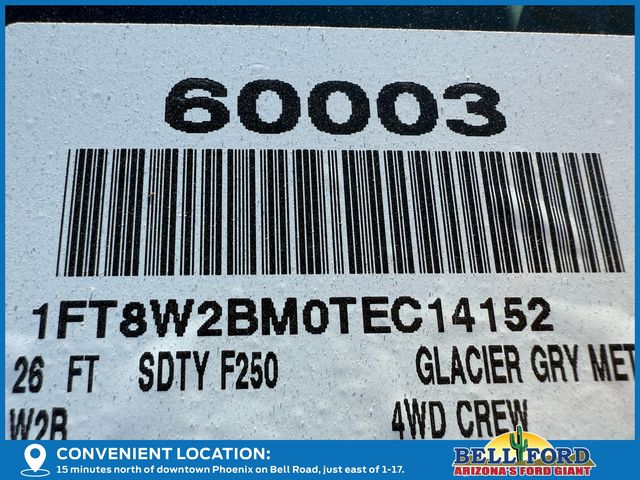 60003
1FT8W2BM0TEC14152
26 FT SDTY F250 GLACIER GRY MET
W2B 4WD CREW
CONVENIENT LOCATION:
15 minutes north of downtown Phoenix on Bell Road, just east of 1-17.
BELL FORD
ARIZONA'S FORD GIANT